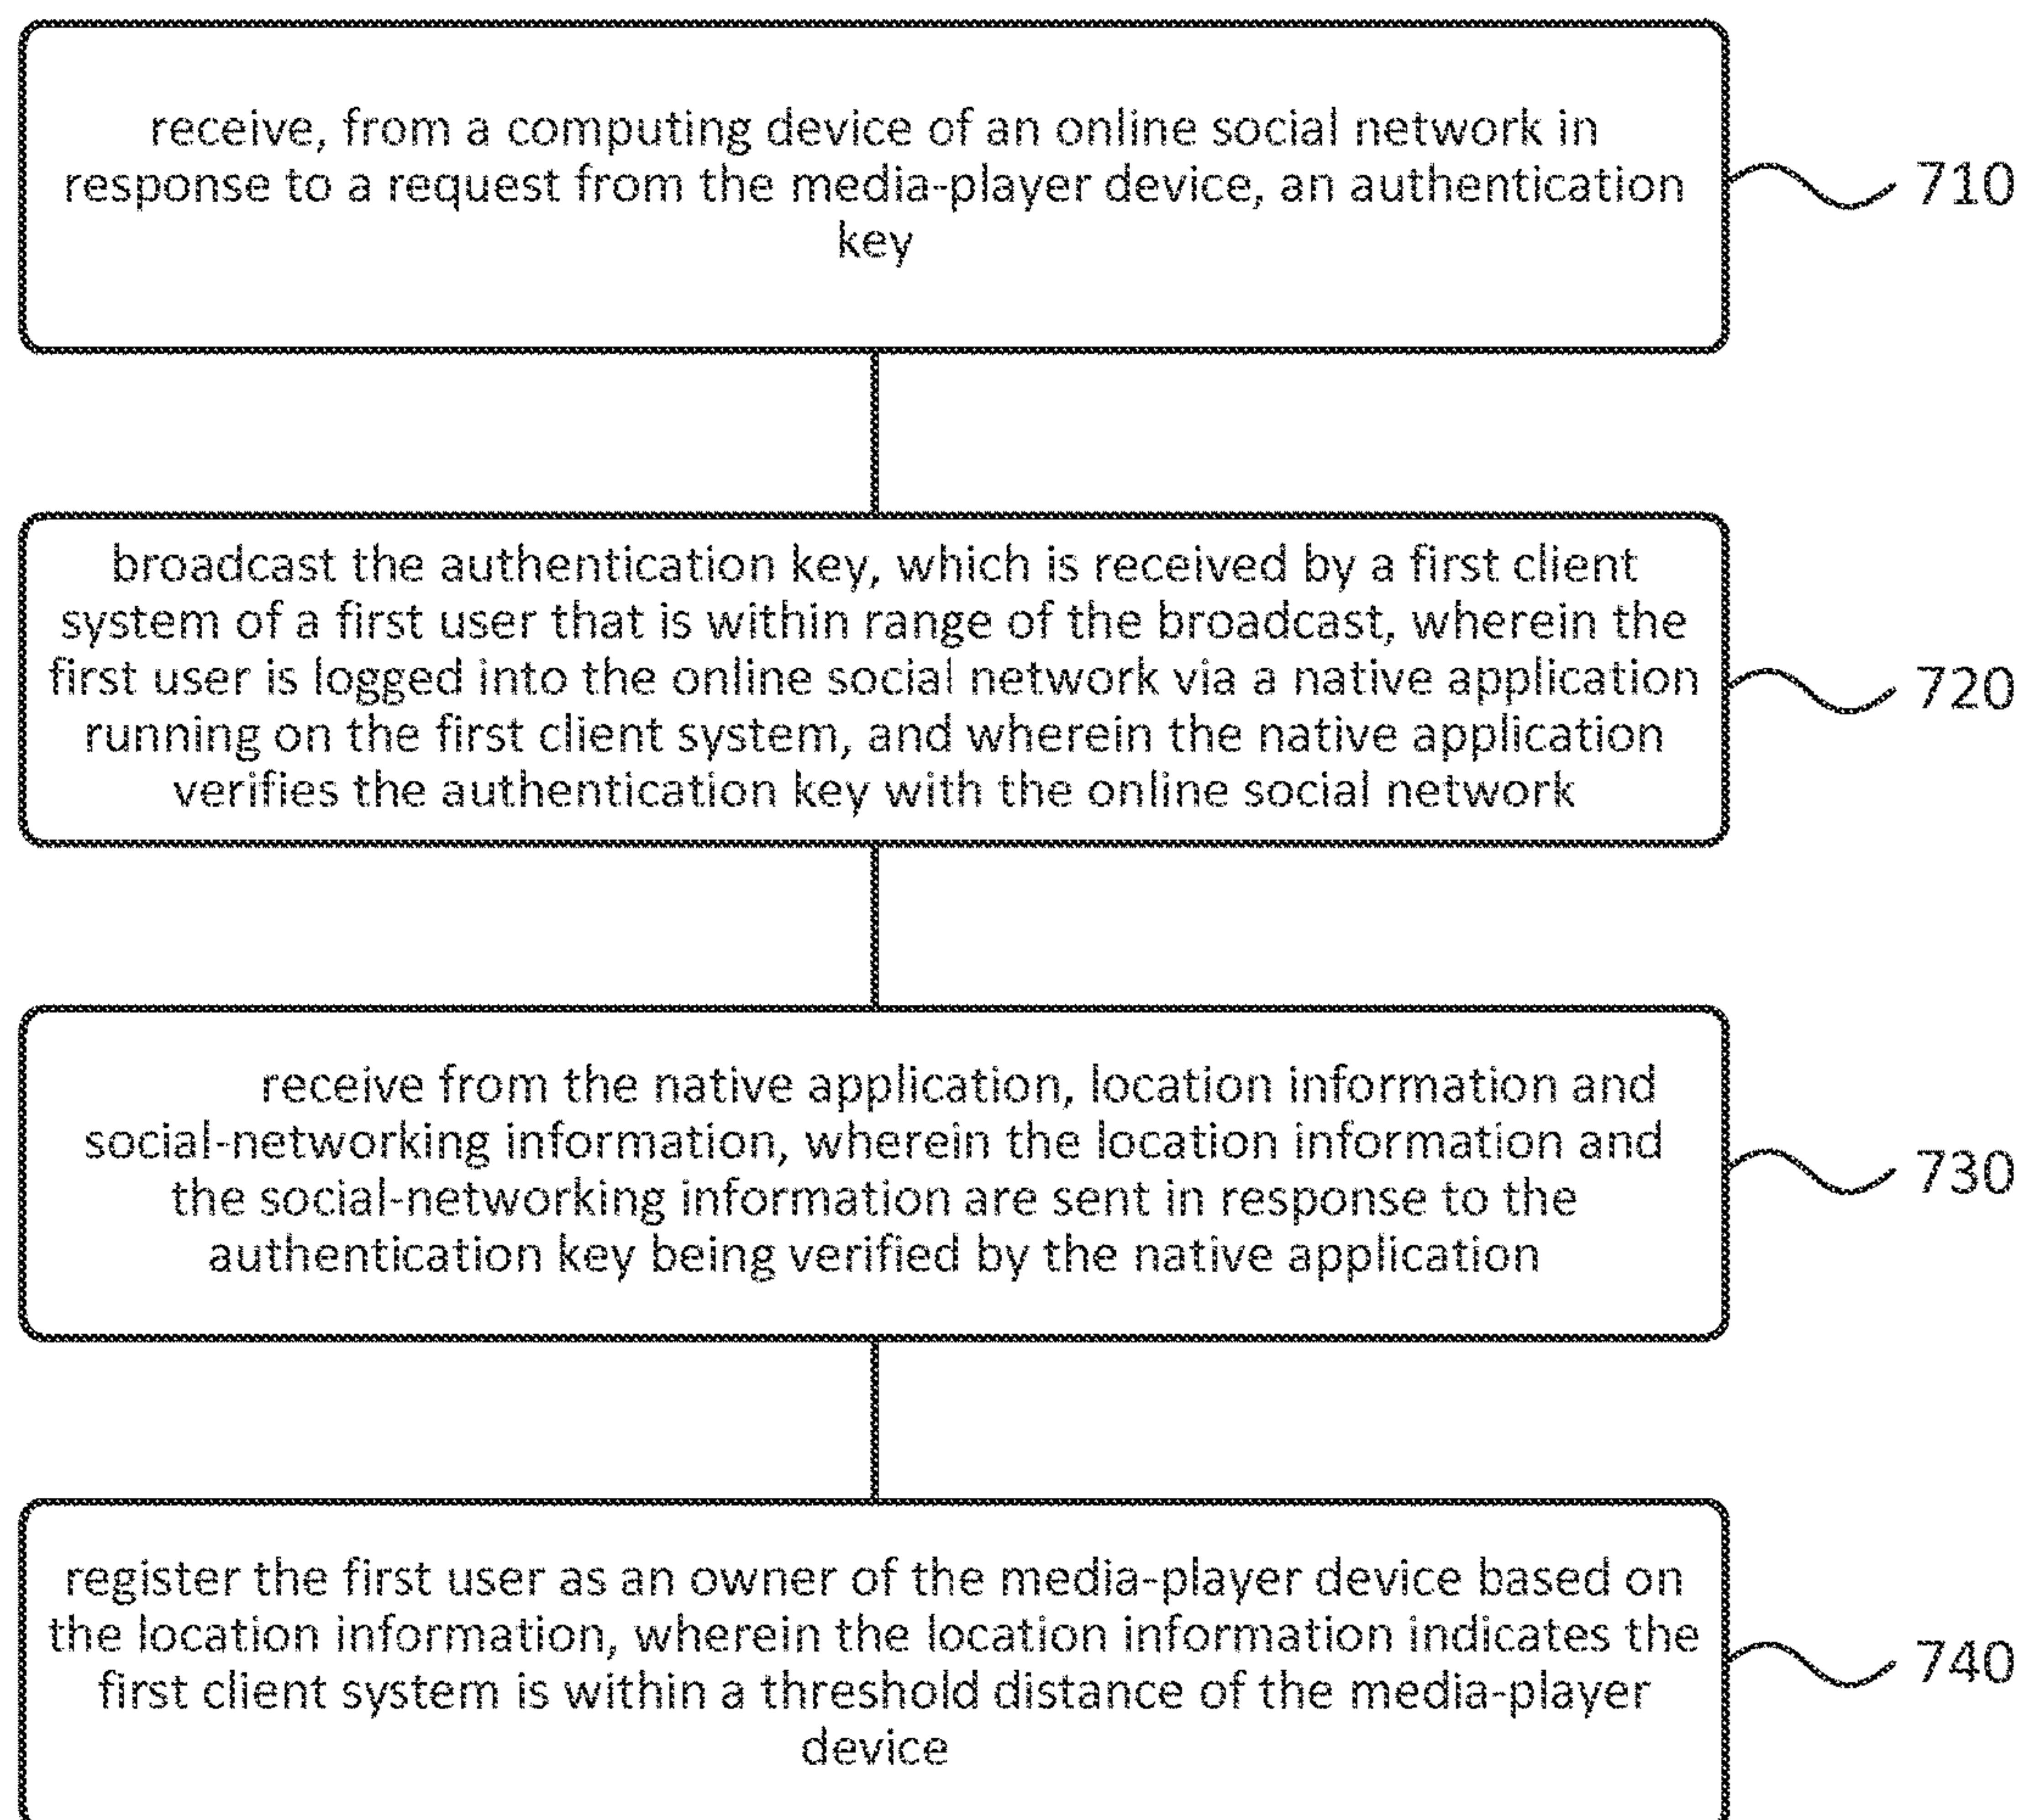 receive, from a computing device of an online social network in
response to a request from the media-player device, an authentication
key
710
broadcast the authentication key, which is received by a first client
system of a first user that is within range of the broadcast, wherein the
first user is logged into the online social network via a native application
running on the first client system, and wherein the native application
verifies the authentication key with the online social network
720
receive from the native application, location information and
social-networking information, wherein the location information and
the social-networking information are sent in response to the
authentication key being verified by the native application
730
register the first user as an owner of the media-player device based on
the location information, wherein the location information indicates the
first client system is within a threshold distance of the media-player
device
740